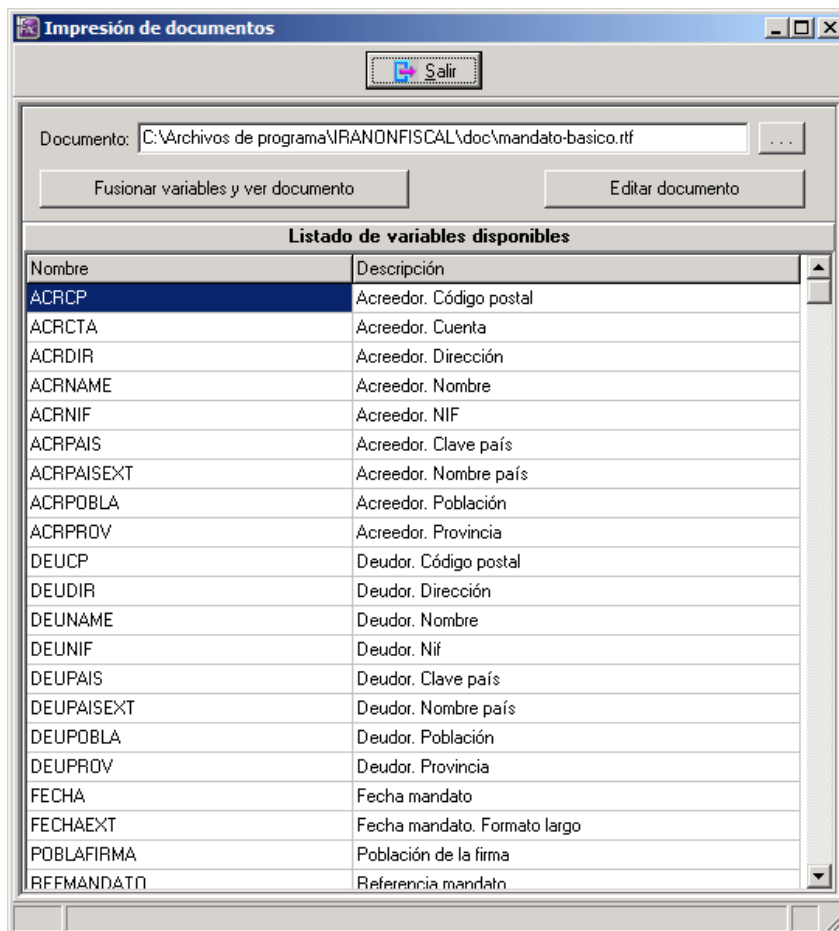 Impresión de documentos
Salir
Documento: C:\Archivos de programa\IRANONFISCAL\doc\mandato-basico.rtf ...
Fusionar variables y ver documento Editar documento
Listado de variables disponibles
Nombre Descripción
ACRCP Acreedor. Código postal
ACRCTA Acreedor. Cuenta
ACRDIR Acreedor. Dirección
ACRNAME Acreedor. Nombre
ACRNIF Acreedor. NIF
ACRPAIS Acreedor. Clave país
ACRPAISEXT Acreedor. Nombre país
ACRPOBLA Acreedor. Población
ACRPROV Acreedor. Provincia
DEUCP Deudor. Código postal
DEUDIR Deudor. Dirección
DEUNAME Deudor. Nombre
DEUNIF Deudor. Nif
DEUPAIS Deudor. Clave país
DEUPAISEXT Deudor. Nombre país
DEUPOBLA Deudor. Población
DEUPROV Deudor. Provincia
FECHA Fecha mandato
FECHAEXT Fecha mandato. Formato largo
POBLAFIRMA Población de la firma
REFMANDATO Referencia mandato